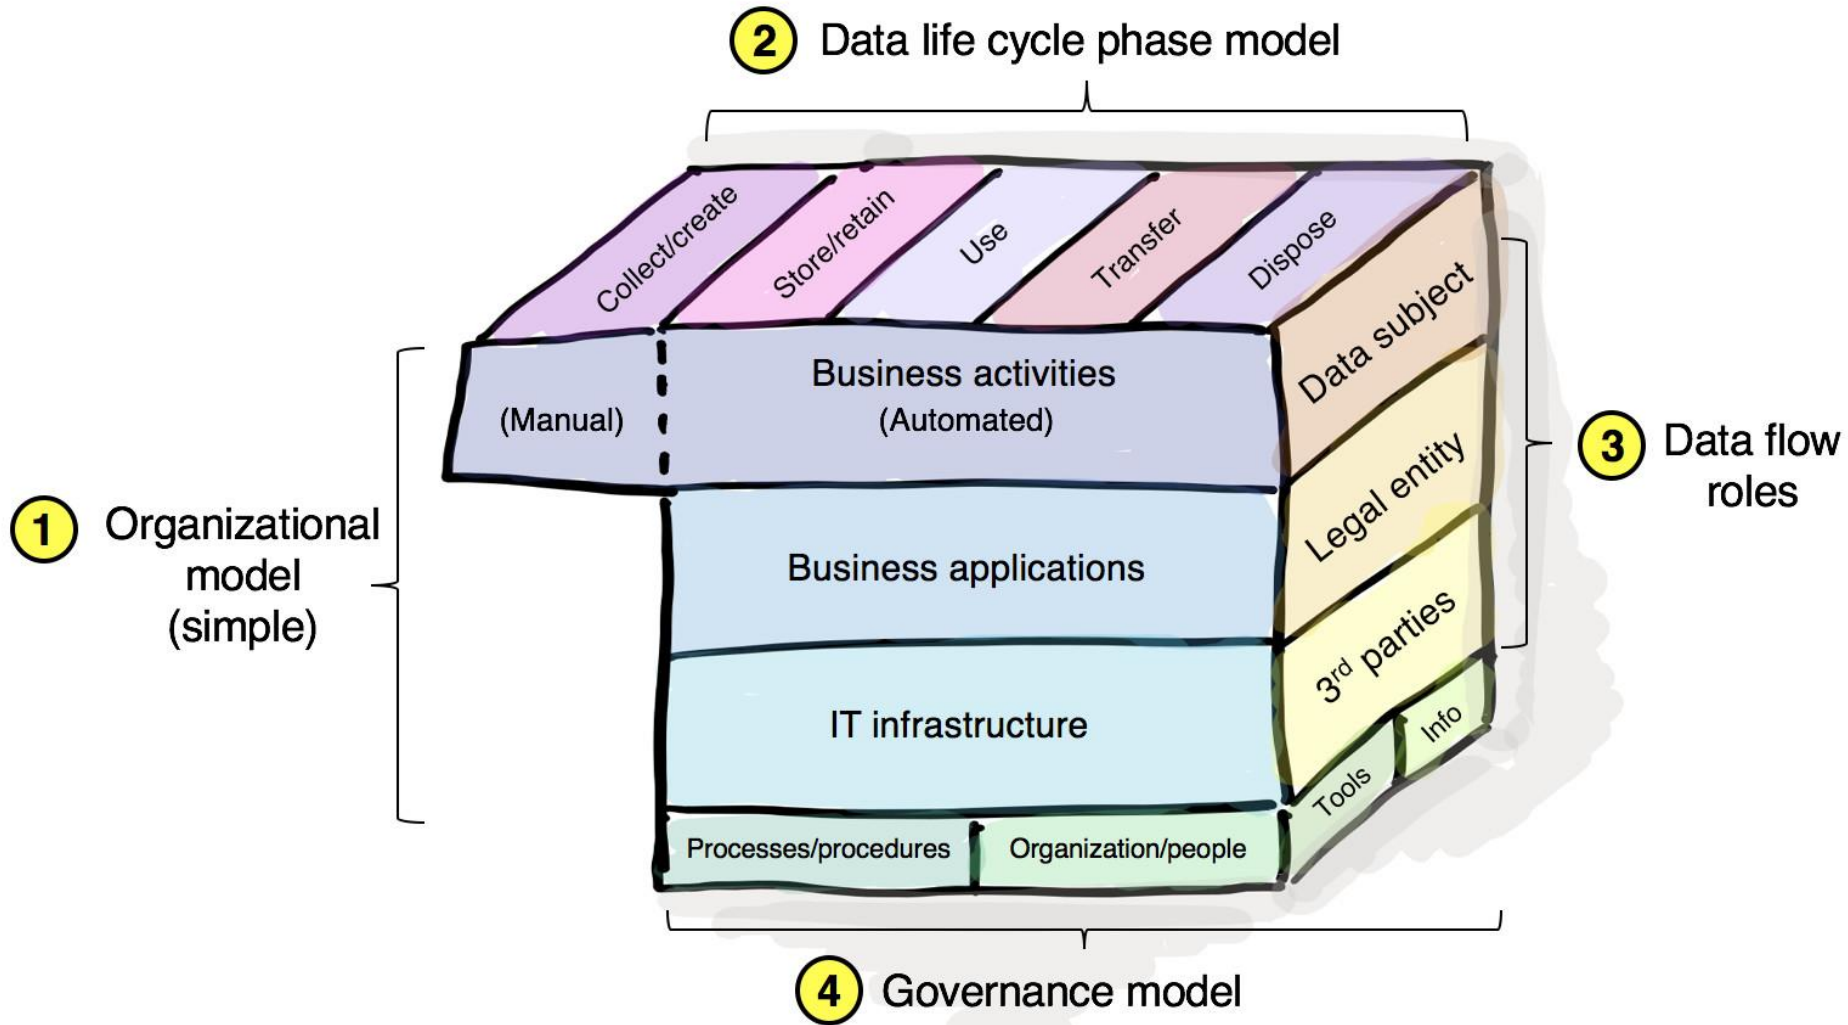 2 Data life cycle phase model
Collect/create
Store/retain
Use
Transfer
Dispose
Business activities
(Manual)
(Automated)
Business applications
IT infrastructure
Data subject
Legal entity
3rd parties
Processes/procedures
Organization/people
Tools
Info
1 Organizational
model
(simple)
3 Data flow
roles
4 Governance model